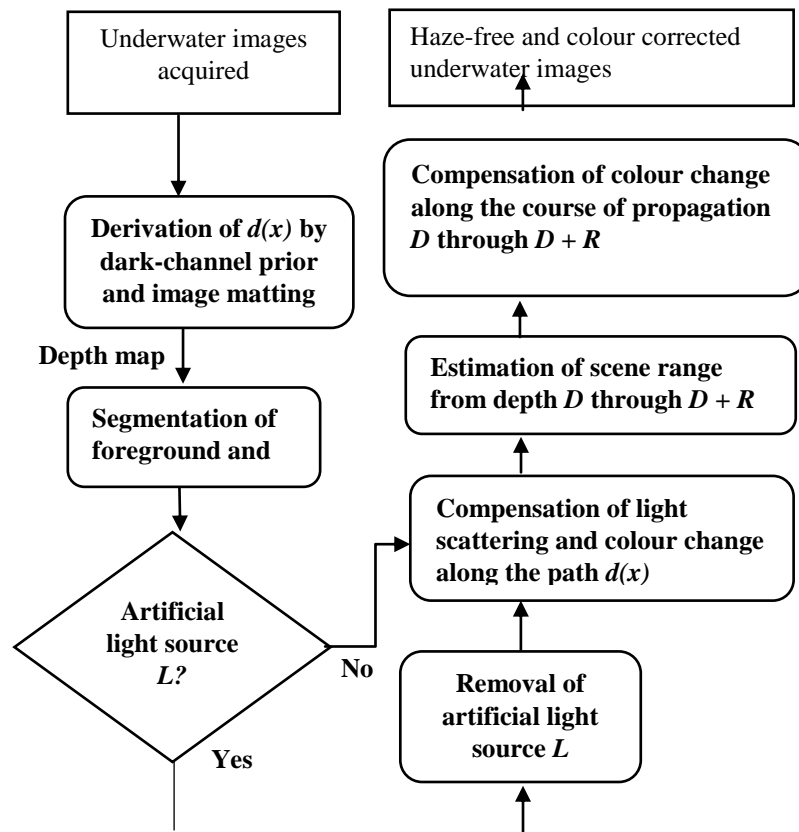 Underwater images
acquired
Derivation of d(x) by
dark-channel prior
and image matting
Depth map
Segmentation of
foreground and
Artificial
light source
L?
No
Yes
Removal of
artificial light
source L
Compensation of light
scattering and colour change
along the path d(x)
Estimation of scene range
from depth D through D + R
Compensation of colour change
along the course of propagation
D through D + R
Haze-free and colour corrected
underwater images